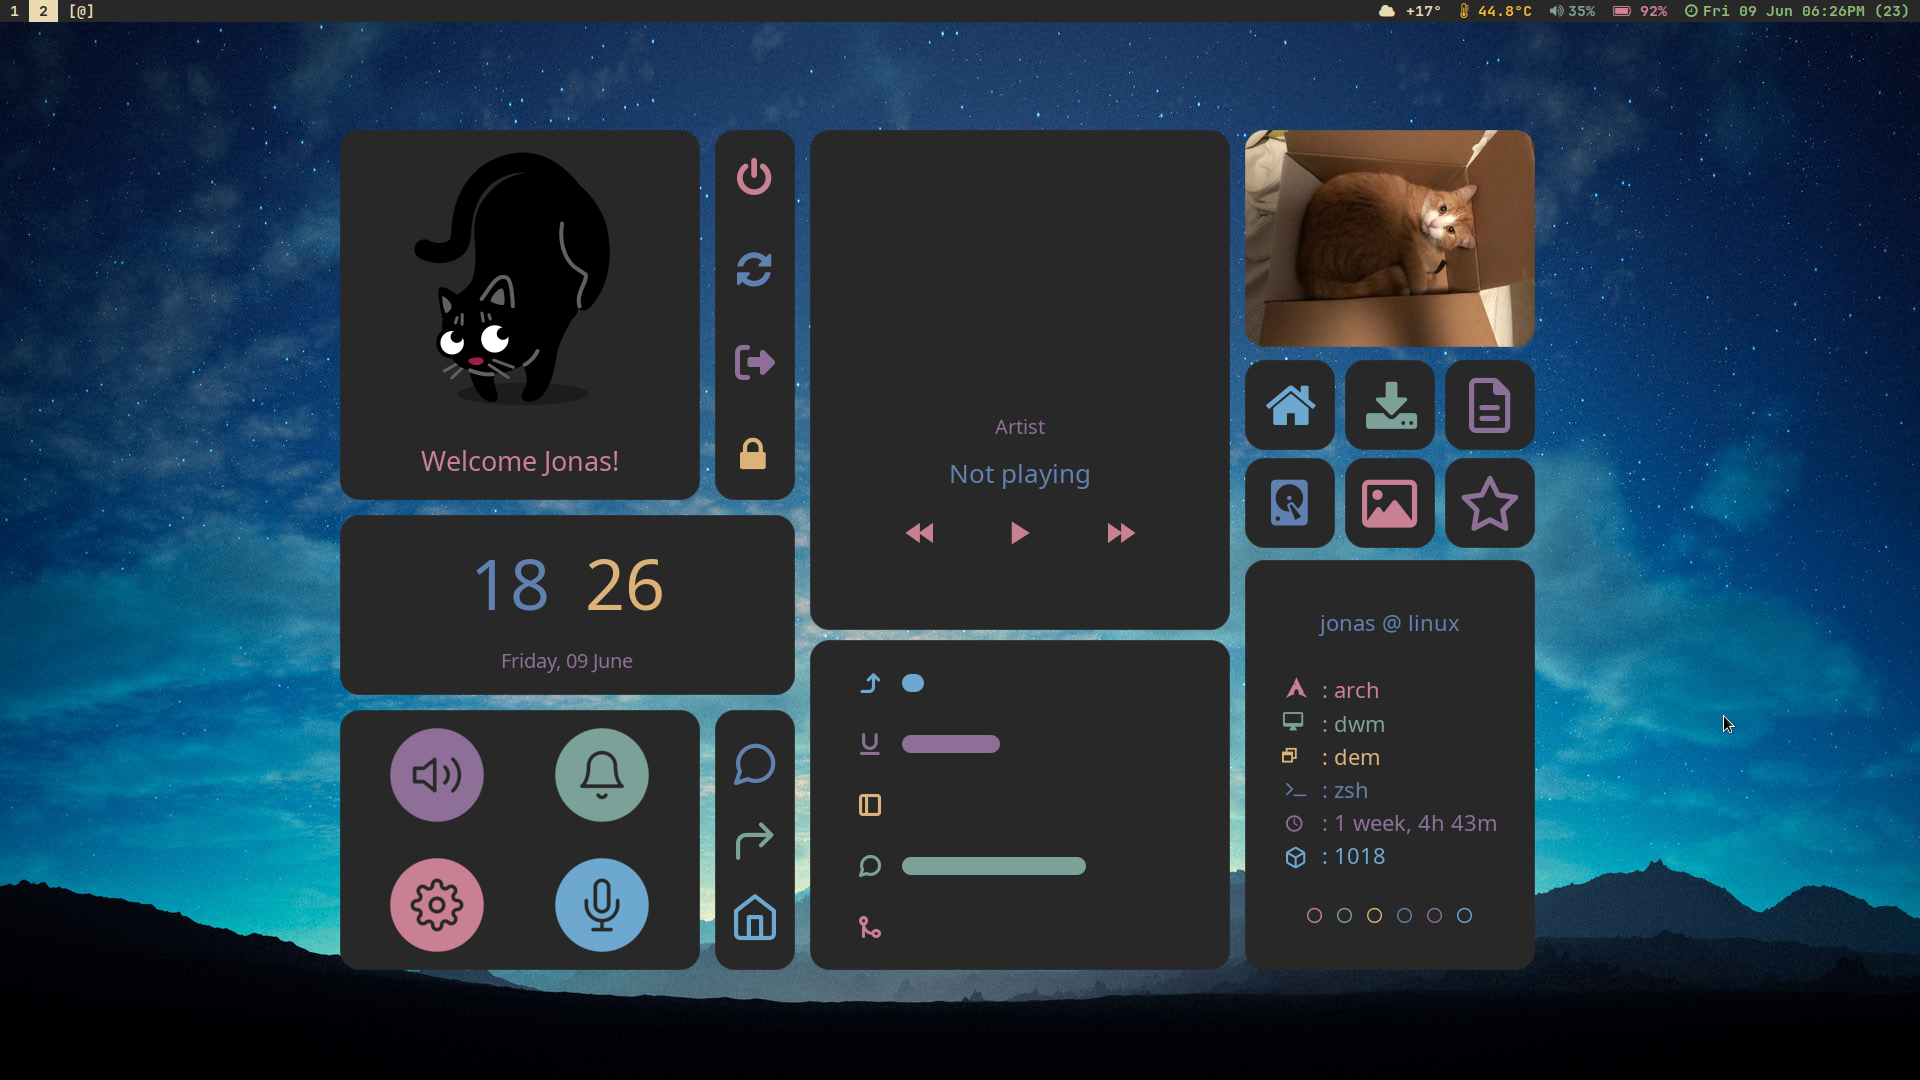 1 2 [@] +17° 44.8°C 35% 92% Fri 09 Jun 06:26PM (23)
Welcome Jonas!
18 26
Friday, 09 June
Artist
Not playing
jonas @ linux
: arch
: dwm
: dem
: zsh
: 1 week, 4h 43m
: 1018